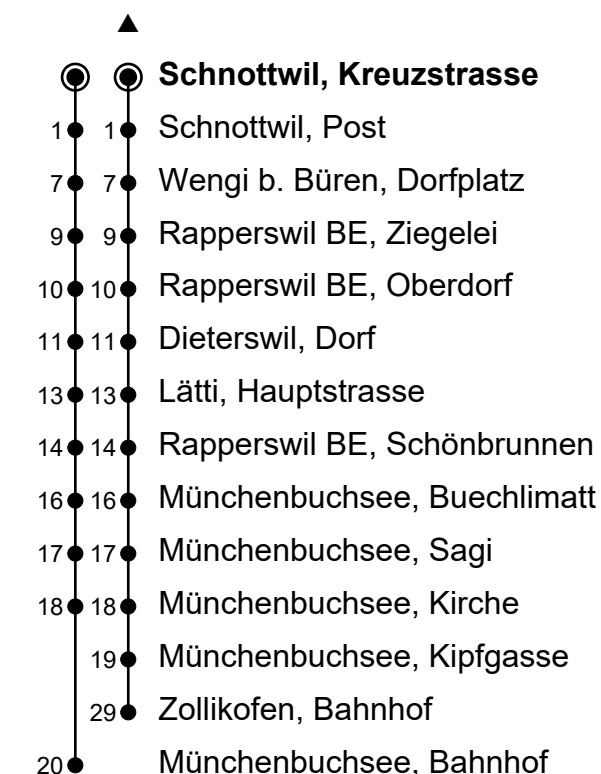 ▲
Schnottwil, Kreuzstrasse
1 1 Schnottwil, Post
7 7 Wengi b. Büren, Dorfplatz
9 9 Rapperswil BE, Ziegelei
10 10 Rapperswil BE, Oberdorf
11 11 Dieterswil, Dorf
13 13 Lätti, Hauptstrasse
14 14 Rapperswil BE, Schönbrunnen
16 16 Münchenbuchsee, Buechlimatt
17 17 Münchenbuchsee, Sagi
18 18 Münchenbuchsee, Kirche
19 Münchenbuchsee, Kipfgasse
29 Zollikofen, Bahnhof
20 Münchenbuchsee, Bahnhof